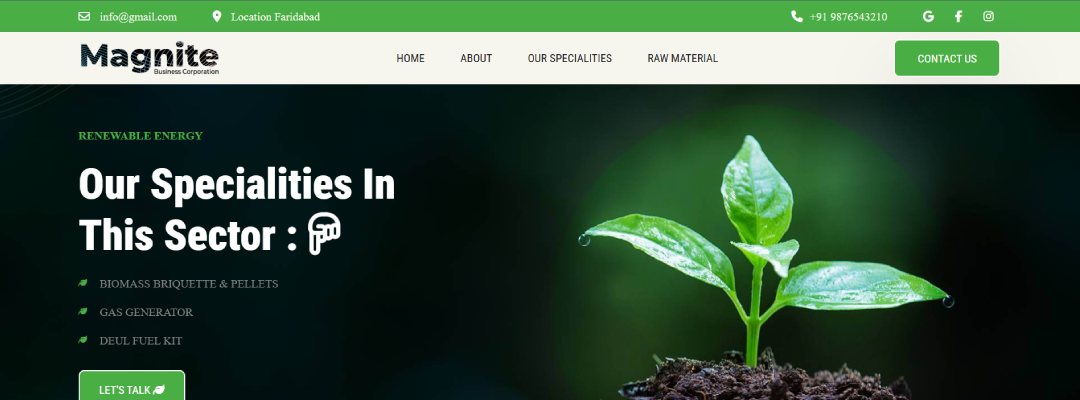 info@gmail.com
Location Faridabad
+91 9876543210
Magnite
Business Corporation
HOME
ABOUT
OUR SPECIALITIES
RAW MATERIAL
CONTACT US
RENEWABLE ENERGY
Our Specialities In
This Sector :
BIOMASS BRIQUETTE & PELLETS
GAS GENERATOR
DEUL FUEL KIT
LET'S TALK